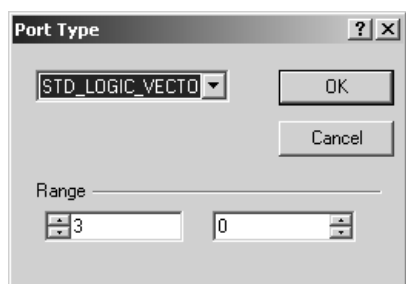 Port Type
STD_LOGIC_VECTO
OK
Cancel
Range
3
0